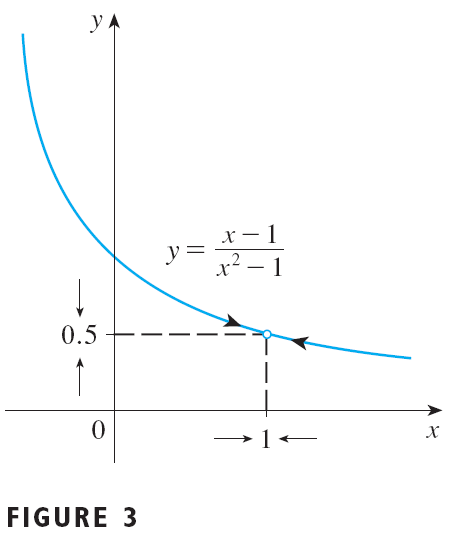 y
y = x − 1
x² − 1
0.5
0
1
x
FIGURE 3